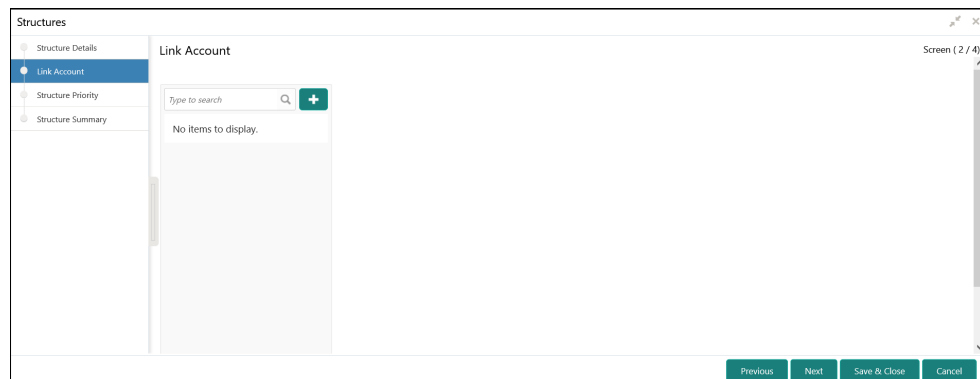 Structures
Structure Details
Link Account
Structure Priority
Structure Summary
Link Account
Screen ( 2 / 4)
Type to search
No items to display.
Previous
Next
Save & Close
Cancel